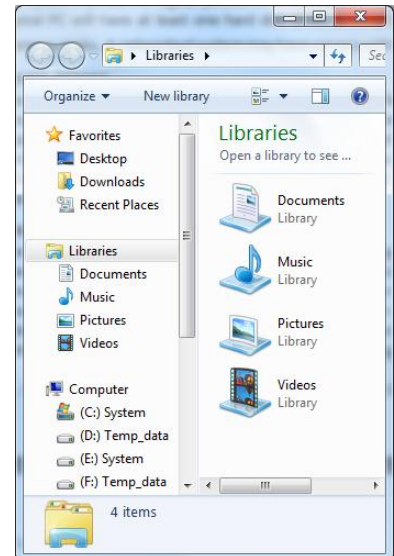 Libraries
Sec
Organize
New library
Favorites
Desktop
Downloads
Recent Places
Libraries
Documents
Music
Pictures
Videos
Computer
(C:) System
(D:) Temp_data
(E:) System
(F:) Temp_data
Libraries
Open a library to see ...
Documents
Library
Music
Library
Pictures
Library
Videos
Library
4 items